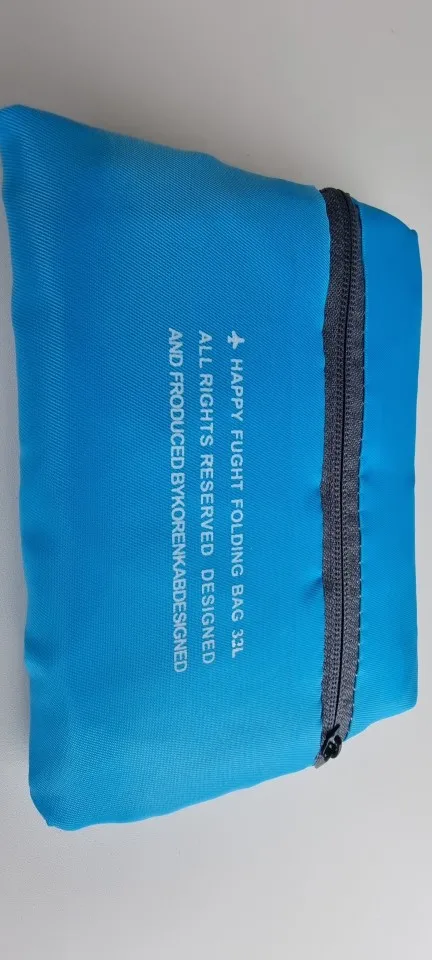 HAPPY FUGHT FOLDING BAG 32L
ALL RIGHTS RESERVED DESIGNED
AND FRODUCED BYKORENKABDESIGNED